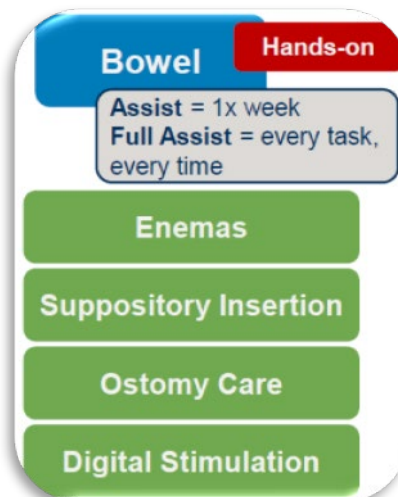 Bowel
Hands-on
Assist = 1x week
Full Assist = every task,
every time
Enemas
Suppository Insertion
Ostomy Care
Digital Stimulation